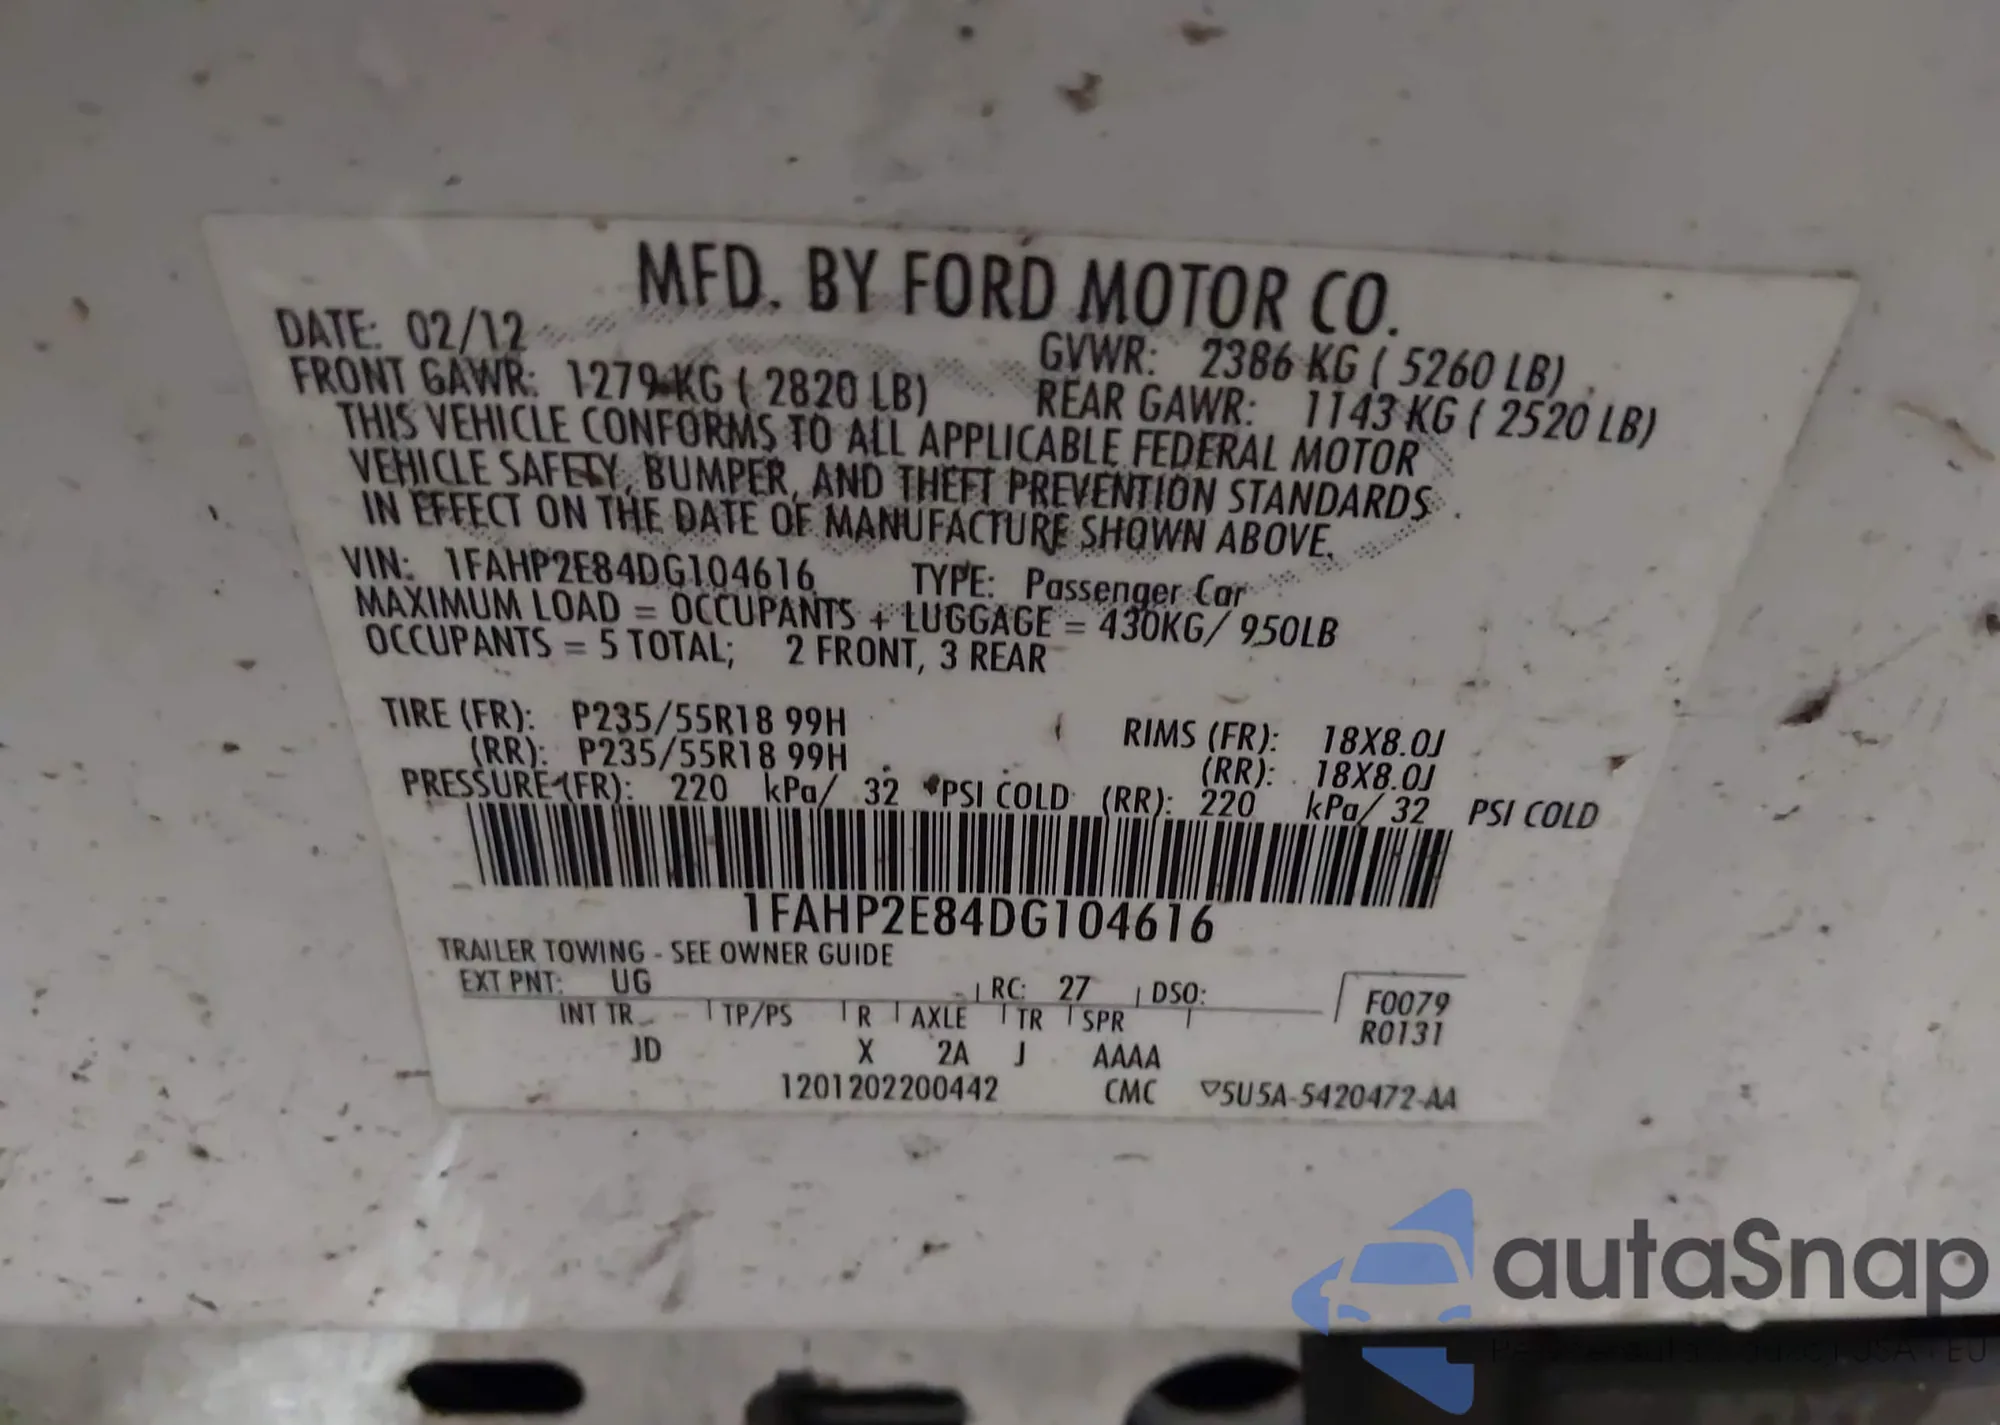 MFD. BY FORD MOTOR CO.
DATE: 02/12 GVWR: 2386 KG ( 5260 LB)
FRONT GAWR: 1279 KG ( 2820 LB) REAR GAWR: 1143 KG ( 2520 LB)
THIS VEHICLE CONFORMS TO ALL APPLICABLE FEDERAL MOTOR
VEHICLE SAFETY, BUMPER, AND THEFT PREVENTION STANDARDS
IN EFFECT ON THE DATE OF MANUFACTURE SHOWN ABOVE.
VIN: 1FAHP2E84DG104616 TYPE: Passenger Car
MAXIMUM LOAD = OCCUPANTS + LUGGAGE = 430KG/ 950LB
OCCUPANTS = 5 TOTAL; 2 FRONT, 3 REAR
TIRE (FR): P235/55R18 99H RIMS (FR): 18X8.0J
(RR): P235/55R18 99H (RR): 18X8.0J
PRESSURE (FR): 220 kPa/ 32 PSI COLD (RR): 220 kPa/ 32 PSI COLD
1FAHP2E84DG104616
TRAILER TOWING - SEE OWNER GUIDE
EXT PNT: UG RC: 27 DSO: F0079
INT TR TP/PS R AXLE TR SPR R0131
JD X 2A J AAAA
1201202200442 CMC ▽5U5A-5420472-AA
autaSnap
USA EU